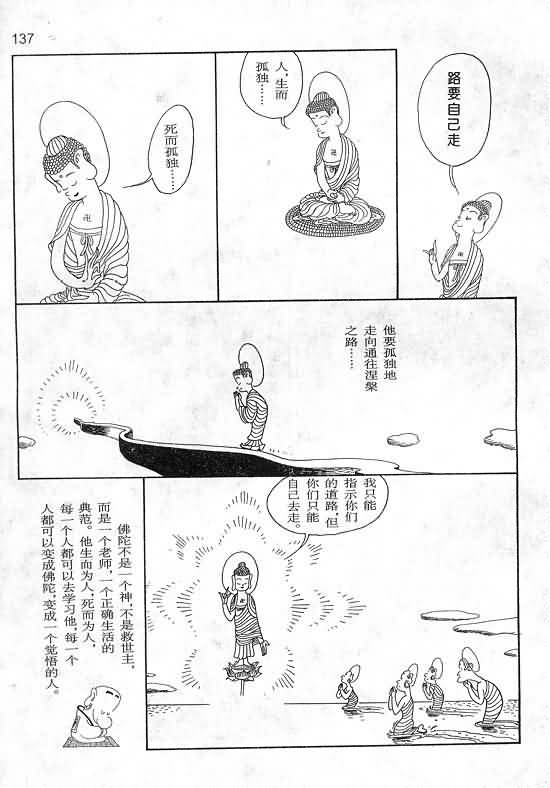 137
路要自己走
人,生而
孤独……
死而孤独……
他要孤独地
走向通往涅槃
之路……
我只能
指示你们
的道路,但
你们只能
自己去走。
佛陀不是一个神,不是救世主,
而是一个老师,一个正确生活的
典范。他生而为人,死而为人,
每一个人都可以去学习他,每一个
人都可以变成佛陀,变成一个觉悟的人。